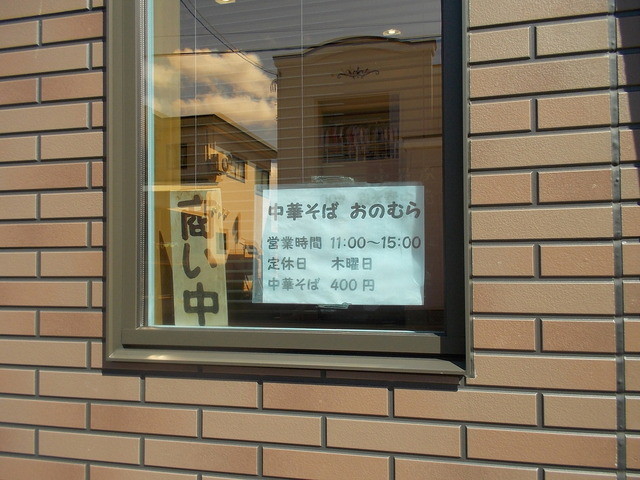 商い中
中華そば おのむら
営業時間 11:00～15:00
定休日 木曜日
中華そば 400円